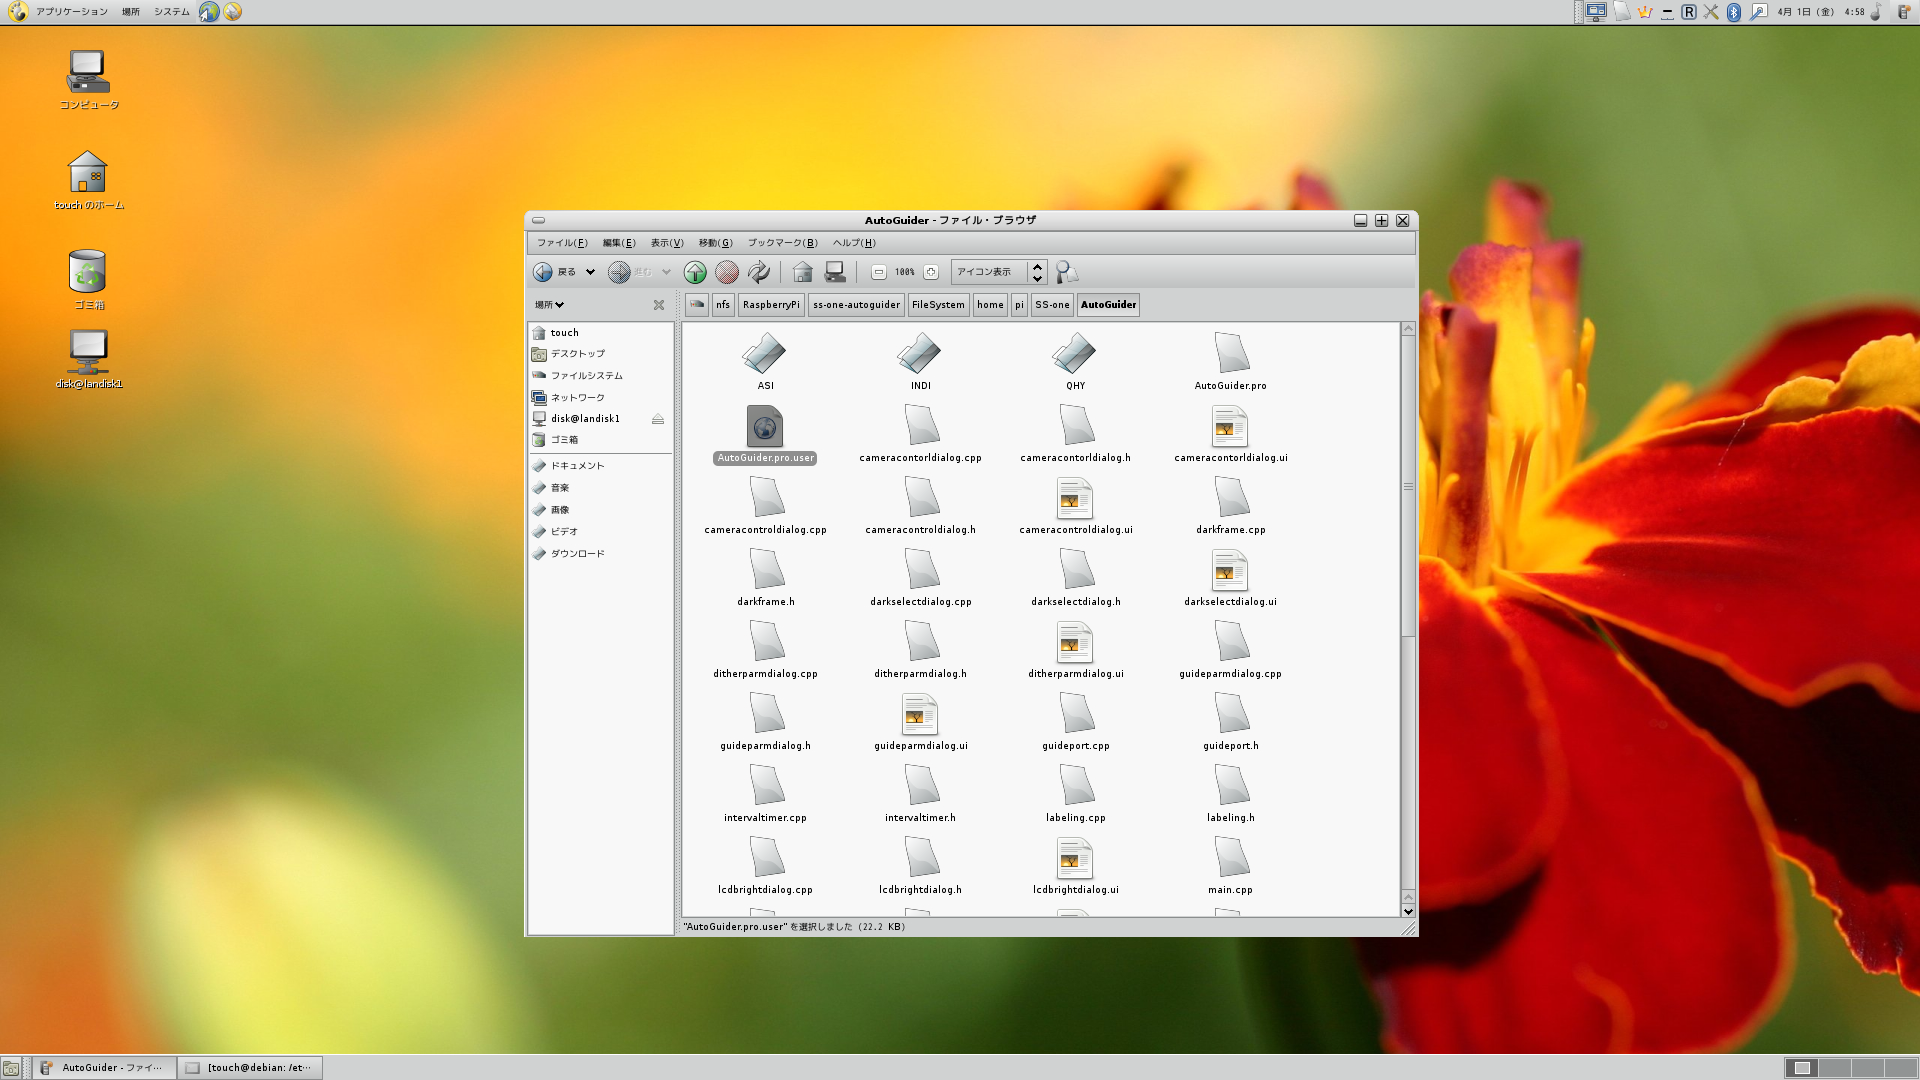 アプリケーション 場所 システム
R
4月 1日 (金) 4:58
コンピュータ
touch のホーム
ゴミ箱
disk@landisk1
AutoGuider - ファイル・ブラウザ
ファイル(F) 編集(E) 表示(V) 移動(G) ブックマーク(B) ヘルプ(H)
戻る 進む 100% アイコン表示
場所
nfs RaspberryPi ss-one-autoguider FileSystem home pi SS-one AutoGuider
touch
デスクトップ
ファイルシステム
ネットワーク
disk@landisk1
ゴミ箱
ドキュメント
音楽
画像
ビデオ
ダウンロード
ASI INDI QHY AutoGuider.pro
AutoGuider.pro.user cameracontorldialog.cpp cameracontorldialog.h cameracontorldialog.ui
cameracontroldialog.cpp cameracontroldialog.h cameracontroldialog.ui darkframe.cpp
darkframe.h darkselectdialog.cpp darkselectdialog.h darkselectdialog.ui
ditherparmdialog.cpp ditherparmdialog.h ditherparmdialog.ui guideparmdialog.cpp
guideparmdialog.h guideparmdialog.ui guideport.cpp guideport.h
intervaltimer.cpp intervaltimer.h labeling.cpp labeling.h
lcdbrightdialog.cpp lcdbrightdialog.h lcdbrightdialog.ui main.cpp
"AutoGuider.pro.user" を選択しました (22.2 KB)
AutoGuider - ファイ… [touch@debian: /et…